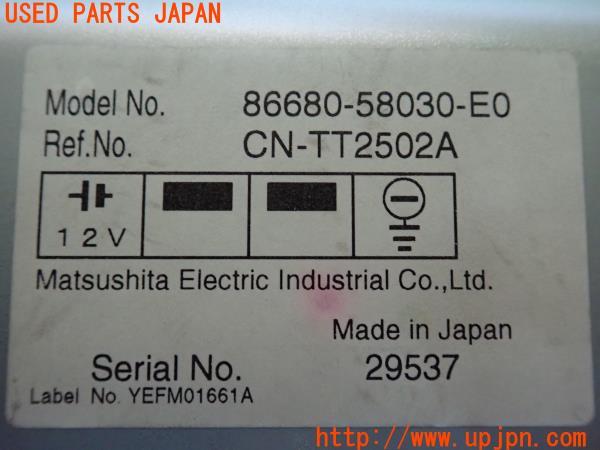 USED PARTS JAPAN
Model No. 86680-58030-E0
Ref.No. CN-TT2502A
12V
Matsushita Electric Industrial Co.,Ltd.
Made in Japan
Serial No. 29537
Label No. YEFM01661A
http://www.upjpn.com/